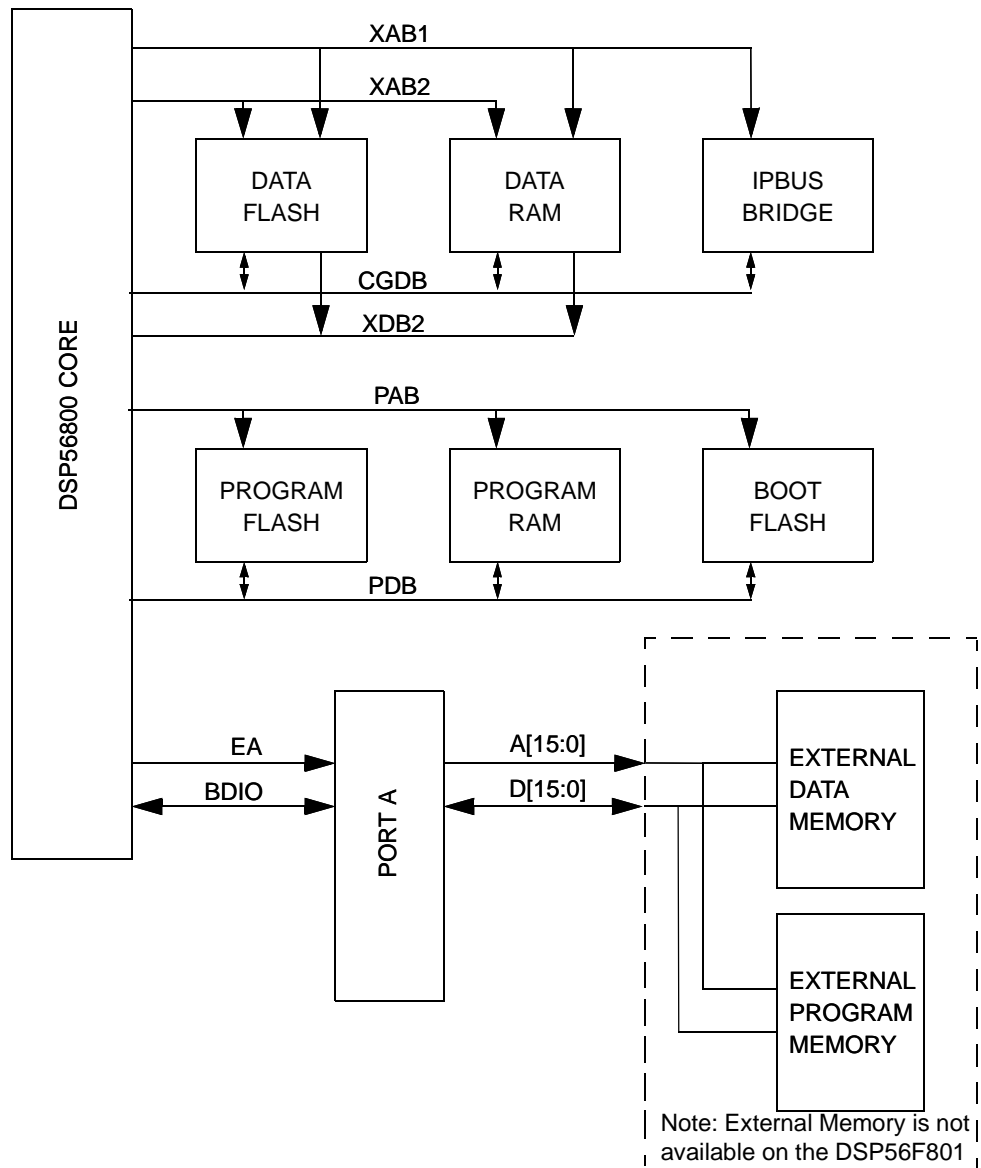 XAB1
XAB2
DATA
FLASH
DATA
RAM
IPBUS
BRIDGE
CGDB
XDB2
DSP56800 CORE
PAB
PROGRAM
FLASH
PROGRAM
RAM
BOOT
FLASH
PDB
EA
BDIO
PORT A
A[15:0]
D[15:0]
EXTERNAL
DATA
MEMORY
EXTERNAL
PROGRAM
MEMORY
Note: External Memory is not
available on the DSP56F801